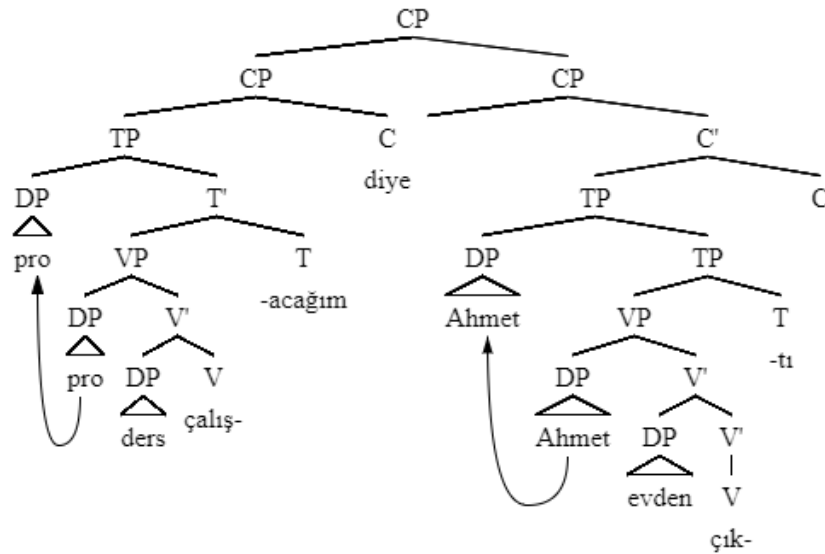 CP
CP CP
TP C C'
diye
DP T' TP C
pro VP T DP TP
-acağım
DP V' Ahmet VP T
-tı
pro DP V DP V'
ders çalış- Ahmet DP V'
evden V
çık-